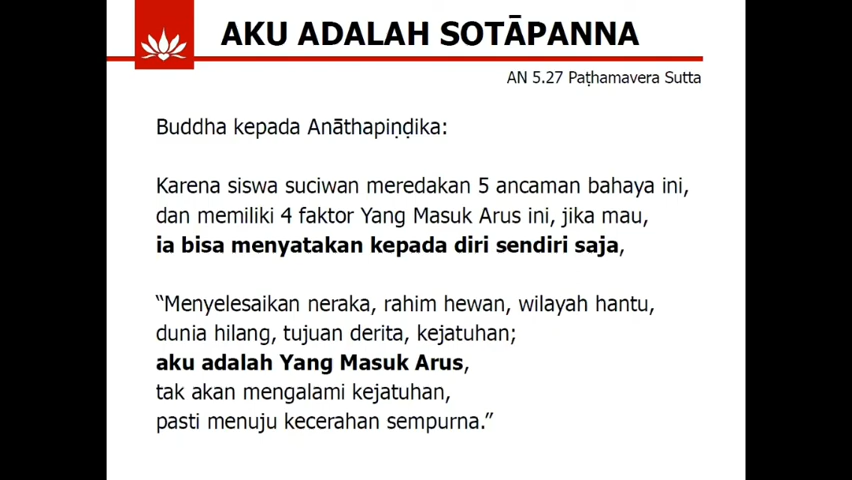 AKU ADALAH SOTĀPANNA
AN 5.27 Paṭhamavera Sutta
Buddha kepada Anāthapiṇḍika:
Karena siswa suciwan meredakan 5 ancaman bahaya ini,
dan memiliki 4 faktor Yang Masuk Arus ini, jika mau,
ia bisa menyatakan kepada diri sendiri saja,
“Menyelesaikan neraka, rahim hewan, wilayah hantu,
dunia hilang, tujuan derita, kejatuhan;
aku adalah Yang Masuk Arus,
tak akan mengalami kejatuhan,
pasti menuju kecerahan sempurna.”